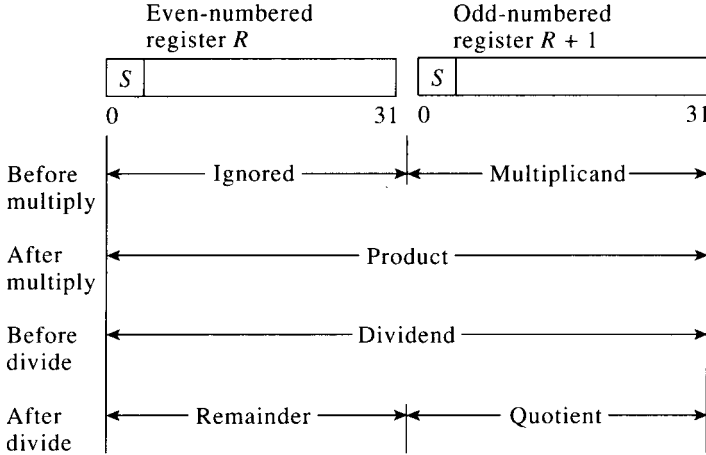 Even-numbered
register R
Odd-numbered
register R + 1
S
S
0
31
0
31
Before
multiply
Ignored
Multiplicand
After
multiply
Product
Before
divide
Dividend
After
divide
Remainder
Quotient